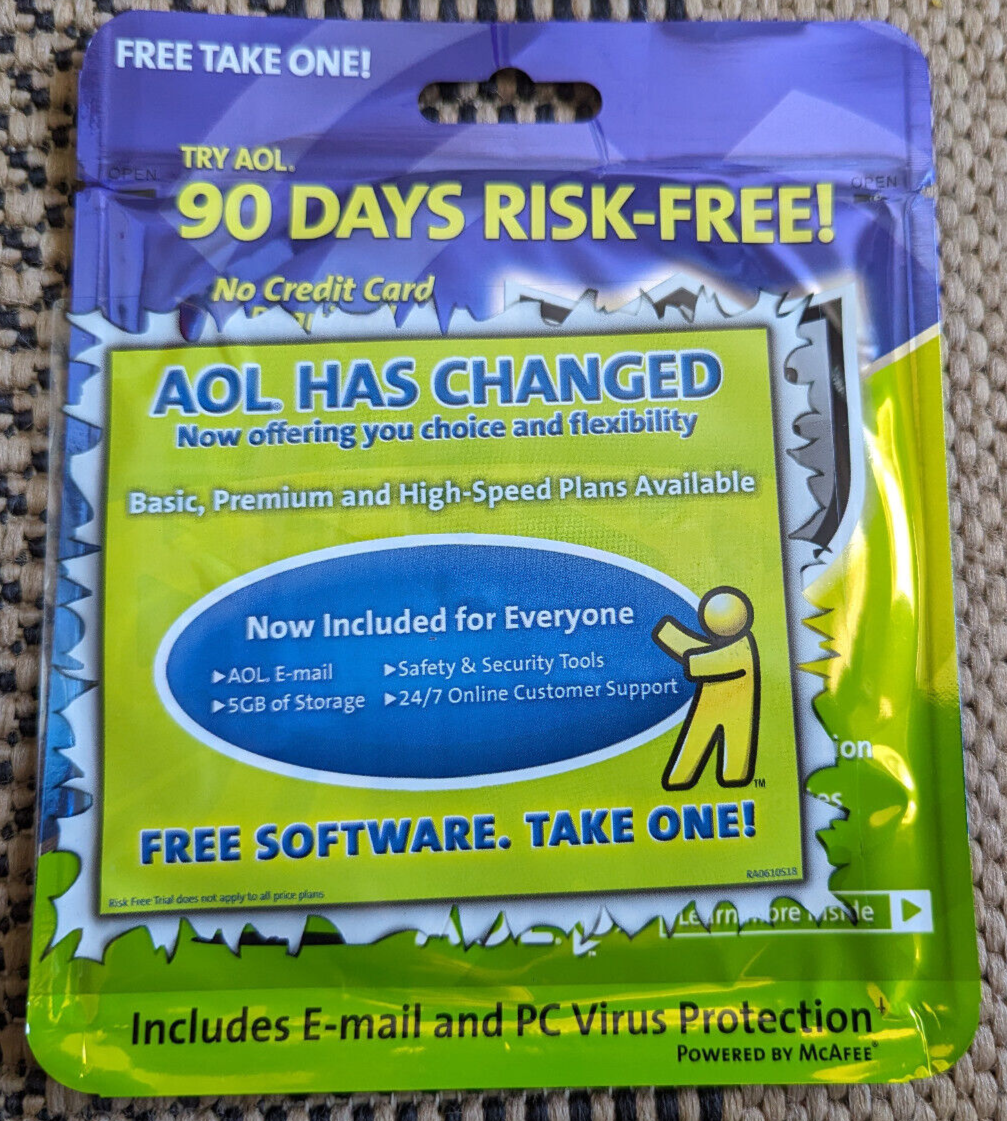 FREE TAKE ONE!
TRY AOL®
OPEN
OPEN
90 DAYS RISK-FREE!
No Credit Card
AOL® HAS CHANGED
Now offering you choice and flexibility
Basic, Premium and High-Speed Plans Available
Now Included for Everyone
▶AOL® E-mail ▶Safety & Security Tools
▶5GB of Storage ▶24/7 Online Customer Support
TM
FREE SOFTWARE. TAKE ONE!
RA0610S18
Risk Free Trial does not apply to all price plans
Inside
Includes E-mail and PC Virus Protection+
POWERED BY MCAFEE®